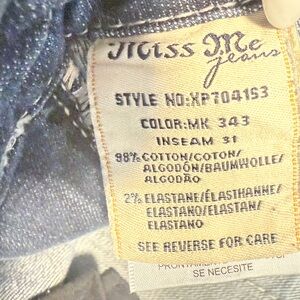 Miss Me
jeans
STYLE NO:XP7041S3
COLOR:MK 343
INSEAM 31
98% COTTON/COTON/
ALGODÓN/BAUMWOLLE/
ALGODÃO
2% ELASTANE/ÉLASTHANNE/
ELASTANO/ELASTAN/
ELASTANO
SEE REVERSE FOR CARE
SE NECESITE